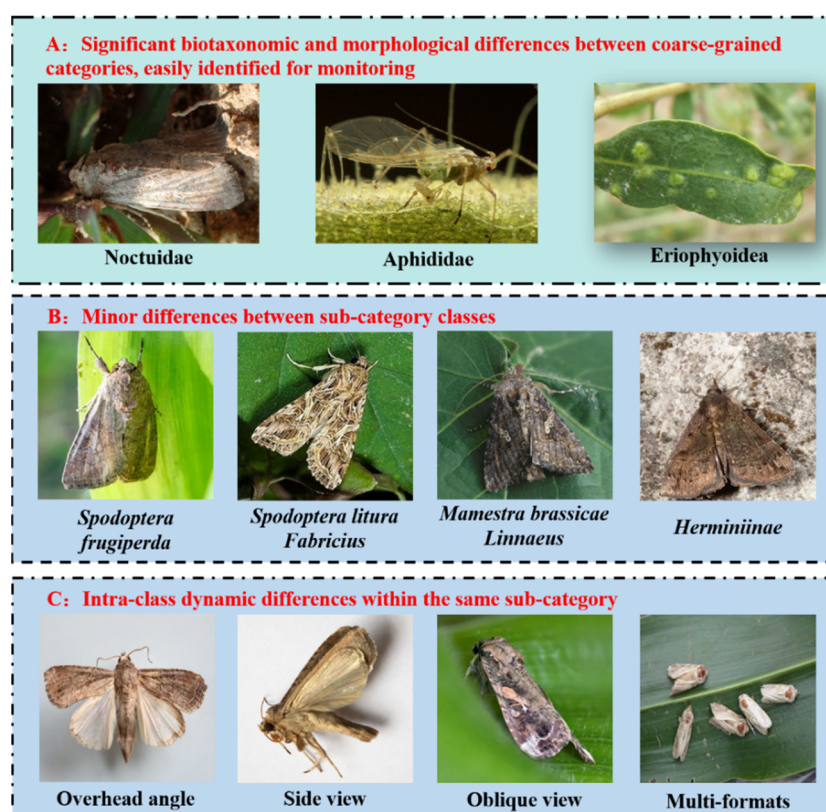 A：Significant biotaxonomic and morphological differences between coarse-grained
categories, easily identified for monitoring
Noctuidae
Aphididae
Eriophyoidea
B：Minor differences between sub-category classes
Spodoptera
frugiperda
Spodoptera litura
Fabricius
Mamestra brassicae
Linnaeus
Herminiinae
C：Intra-class dynamic differences within the same sub-category
Overhead angle
Side view
Oblique view
Multi-formats